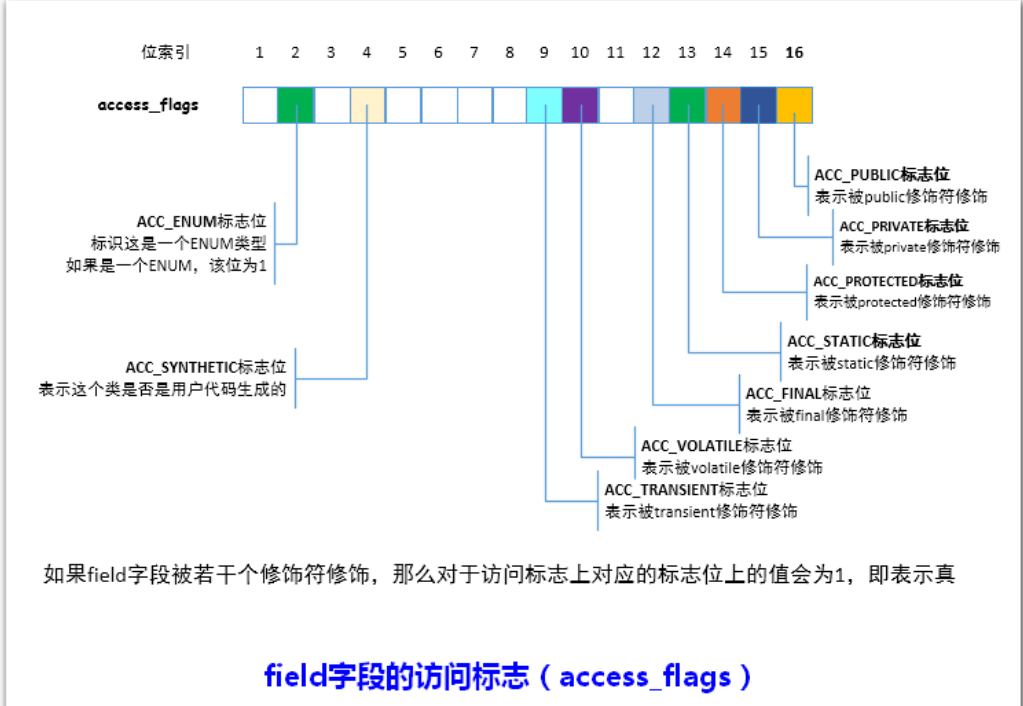 位索引 1 2 3 4 5 6 7 8 9 10 11 12 13 14 15 16
access_flags
ACC_PUBLIC标志位
表示被public修饰符修饰
ACC_ENUM标志位
标识这是一个ENUM类型
如果是一个ENUM，该位为1
ACC_PRIVATE标志位
表示被private修饰符修饰
ACC_PROTECTED标志位
表示被protected修饰符修饰
ACC_STATIC标志位
表示被static修饰符修饰
ACC_SYNTHETIC标志位
表示这个类是否是用户代码生成的
ACC_FINAL标志位
表示被final修饰符修饰
ACC_VOLATILE标志位
表示被volatile修饰符修饰
ACC_TRANSIENT标志位
表示被transient修饰符修饰
如果field字段被若干个修饰符修饰，那么对于访问标志上对应的标志位上的值会为1，即表示真
field字段的访问标志（access_flags）